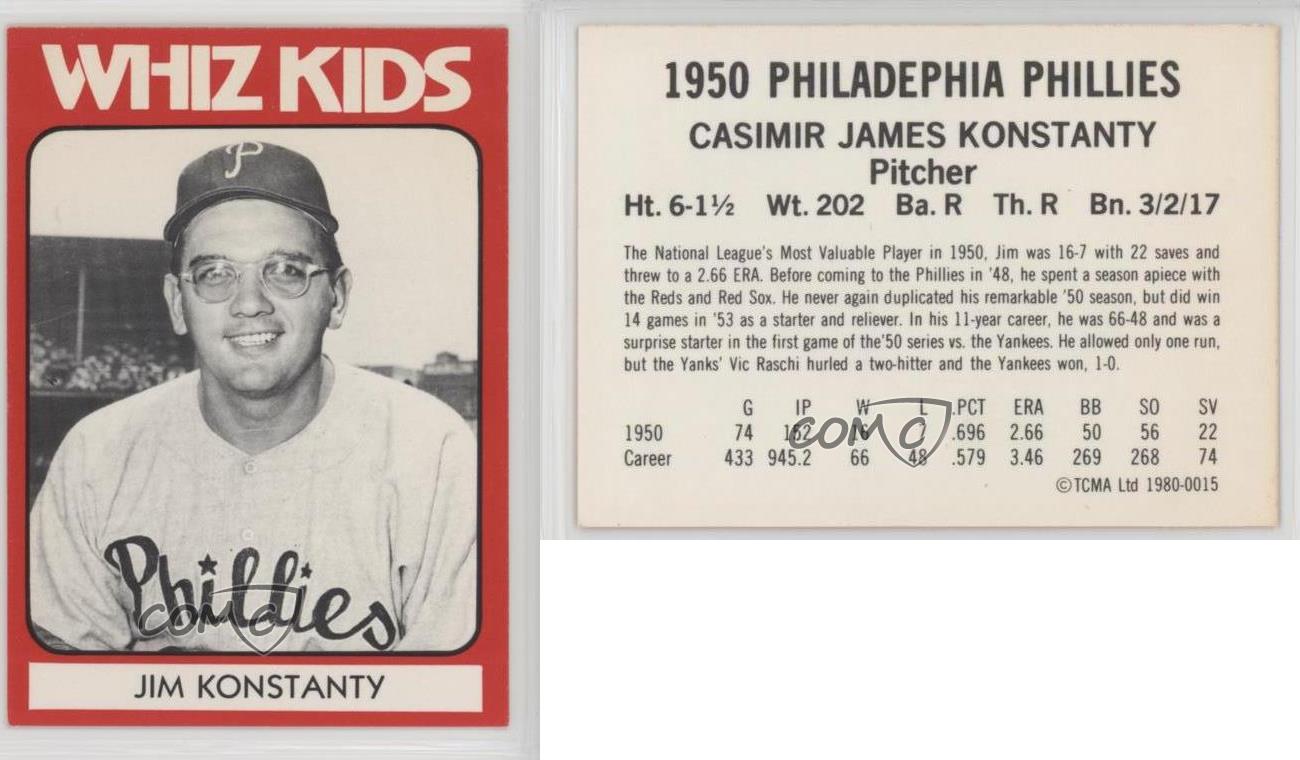 WHIZ KIDS
P
Phillies
COMC
JIM KONSTANTY
1950 PHILADEPHIA PHILLIES
CASIMIR JAMES KONSTANTY
Pitcher
Ht. 6-1½ Wt. 202 Ba. R Th. R Bn. 3/2/17
The National League's Most Valuable Player in 1950, Jim was 16-7 with 22 saves and
threw to a 2.66 ERA. Before coming to the Phillies in '48, he spent a season apiece with
the Reds and Red Sox. He never again duplicated his remarkable '50 season, but did win
14 games in '53 as a starter and reliever. In his 11-year career, he was 66-48 and was a
surprise starter in the first game of the'50 series vs. the Yankees. He allowed only one run,
but the Yanks' Vic Raschi hurled a two-hitter and the Yankees won, 1-0.
G IP W L .PCT ERA BB SO SV
1950 74 152 16 7 .696 2.66 50 56 22
Career 433 945.2 66 48 .579 3.46 269 268 74
COMC
©TCMA Ltd 1980-0015